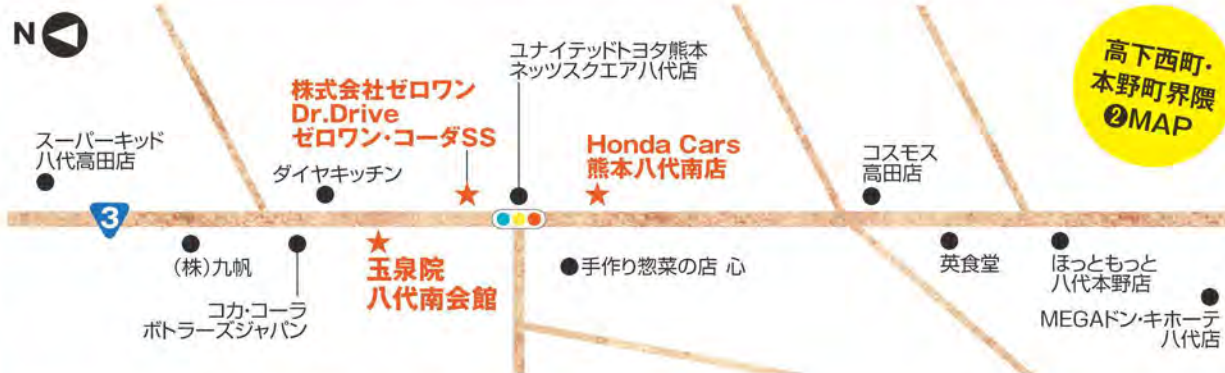 N
高下西町・
本野町界隈
❷MAP
ユナイテッドトヨタ熊本
ネッツスクエア八代店
株式会社ゼロワン
Dr.Drive
ゼロワン・コーダSS
Honda Cars
熊本八代南店
スーパーキッド
八代高田店
ダイヤキッチン
コスモス
高田店
3
(株)九帆
コカ・コーラ
ボトラーズジャパン
玉泉院
八代南会館
手作り惣菜の店 心
英食堂
ほっともっと
八代本野店
MEGAドン・キホーテ
八代店